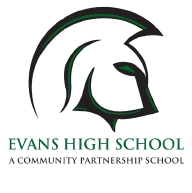 EVANS HIGH SCHOOL
A COMMUNITY PARTNERSHIP SCHOOL